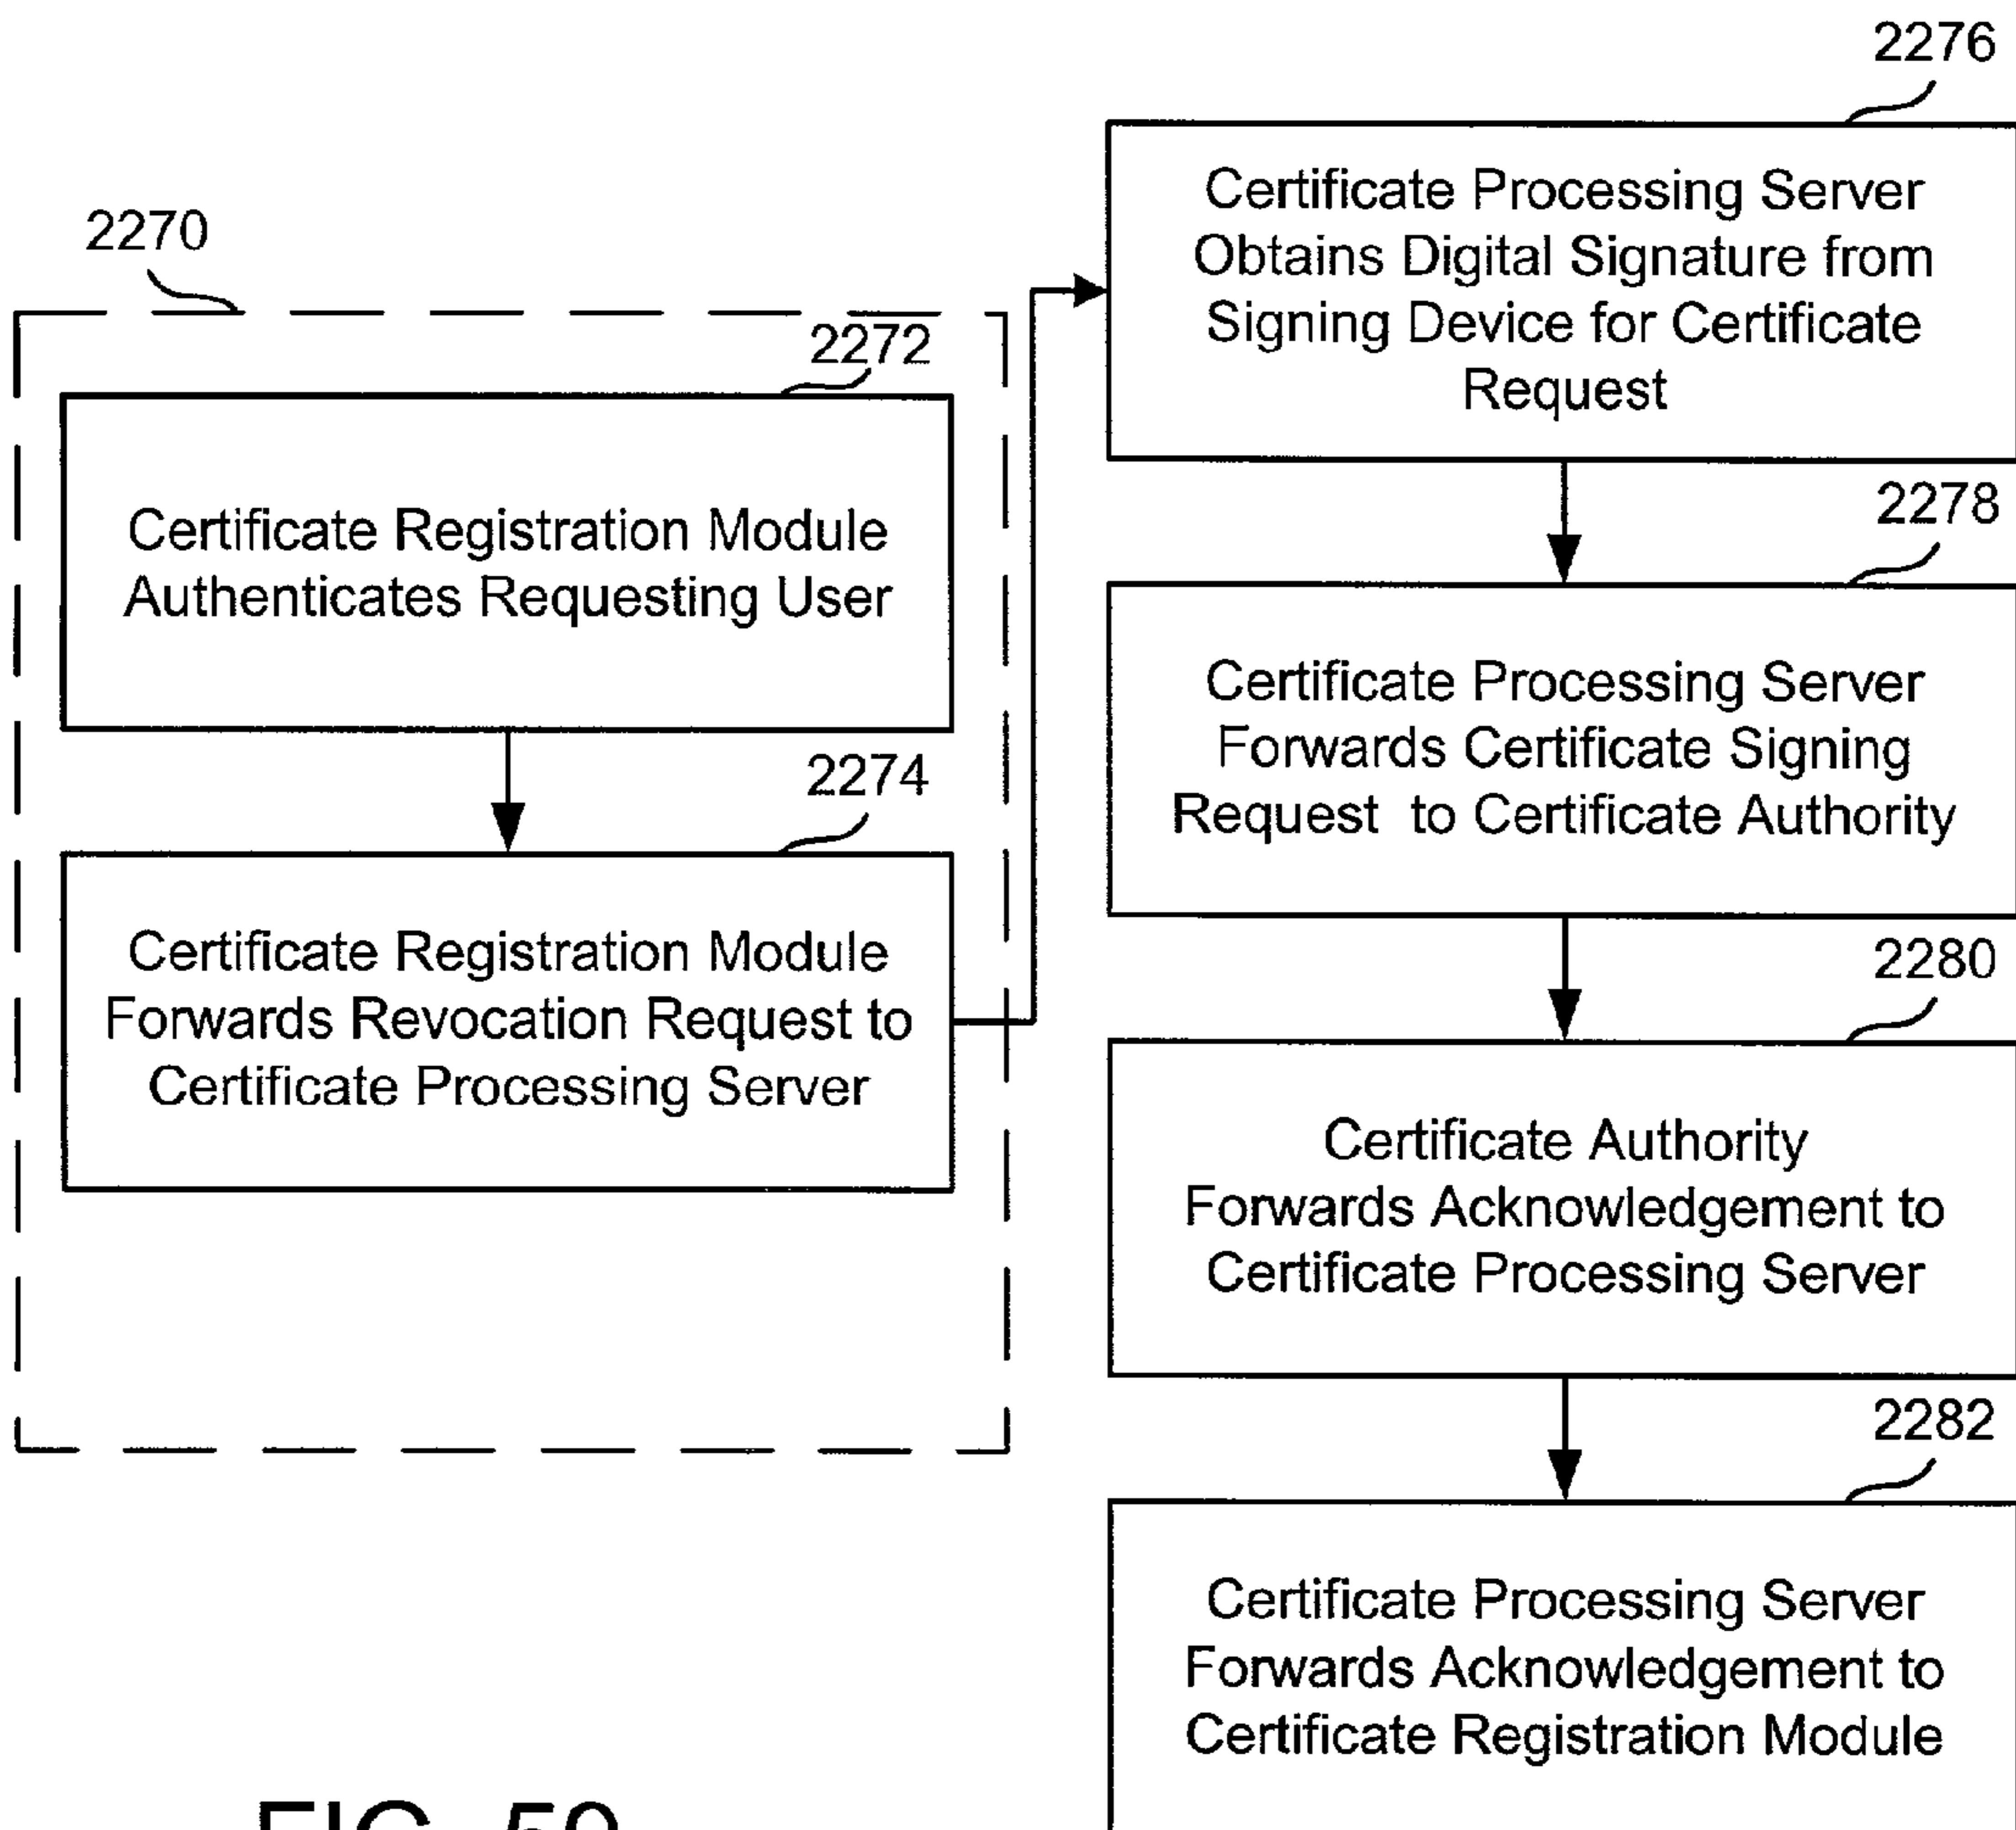 2270
2272
Certificate Registration Module
Authenticates Requesting User
2274
Certificate Registration Module
Forwards Revocation Request to
Certificate Processing Server
2276
Certificate Processing Server
Obtains Digital Signature from
Signing Device for Certificate
Request
2278
Certificate Processing Server
Forwards Certificate Signing
Request to Certificate Authority
2280
Certificate Authority
Forwards Acknowledgement to
Certificate Processing Server
2282
Certificate Processing Server
Forwards Acknowledgement to
Certificate Registration Module
FIG.